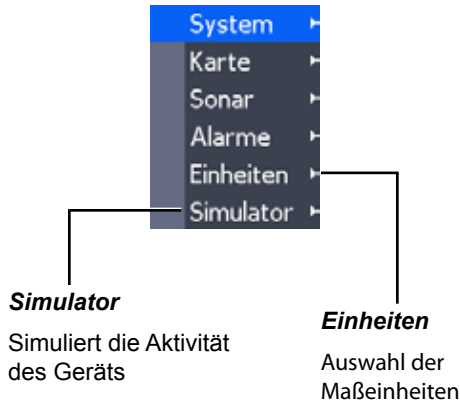 System
Karte
Sonar
Alarme
Einheiten
Simulator
Simulator
Simuliert die Aktivität
des Geräts
Einheiten
Auswahl der
Maßeinheiten